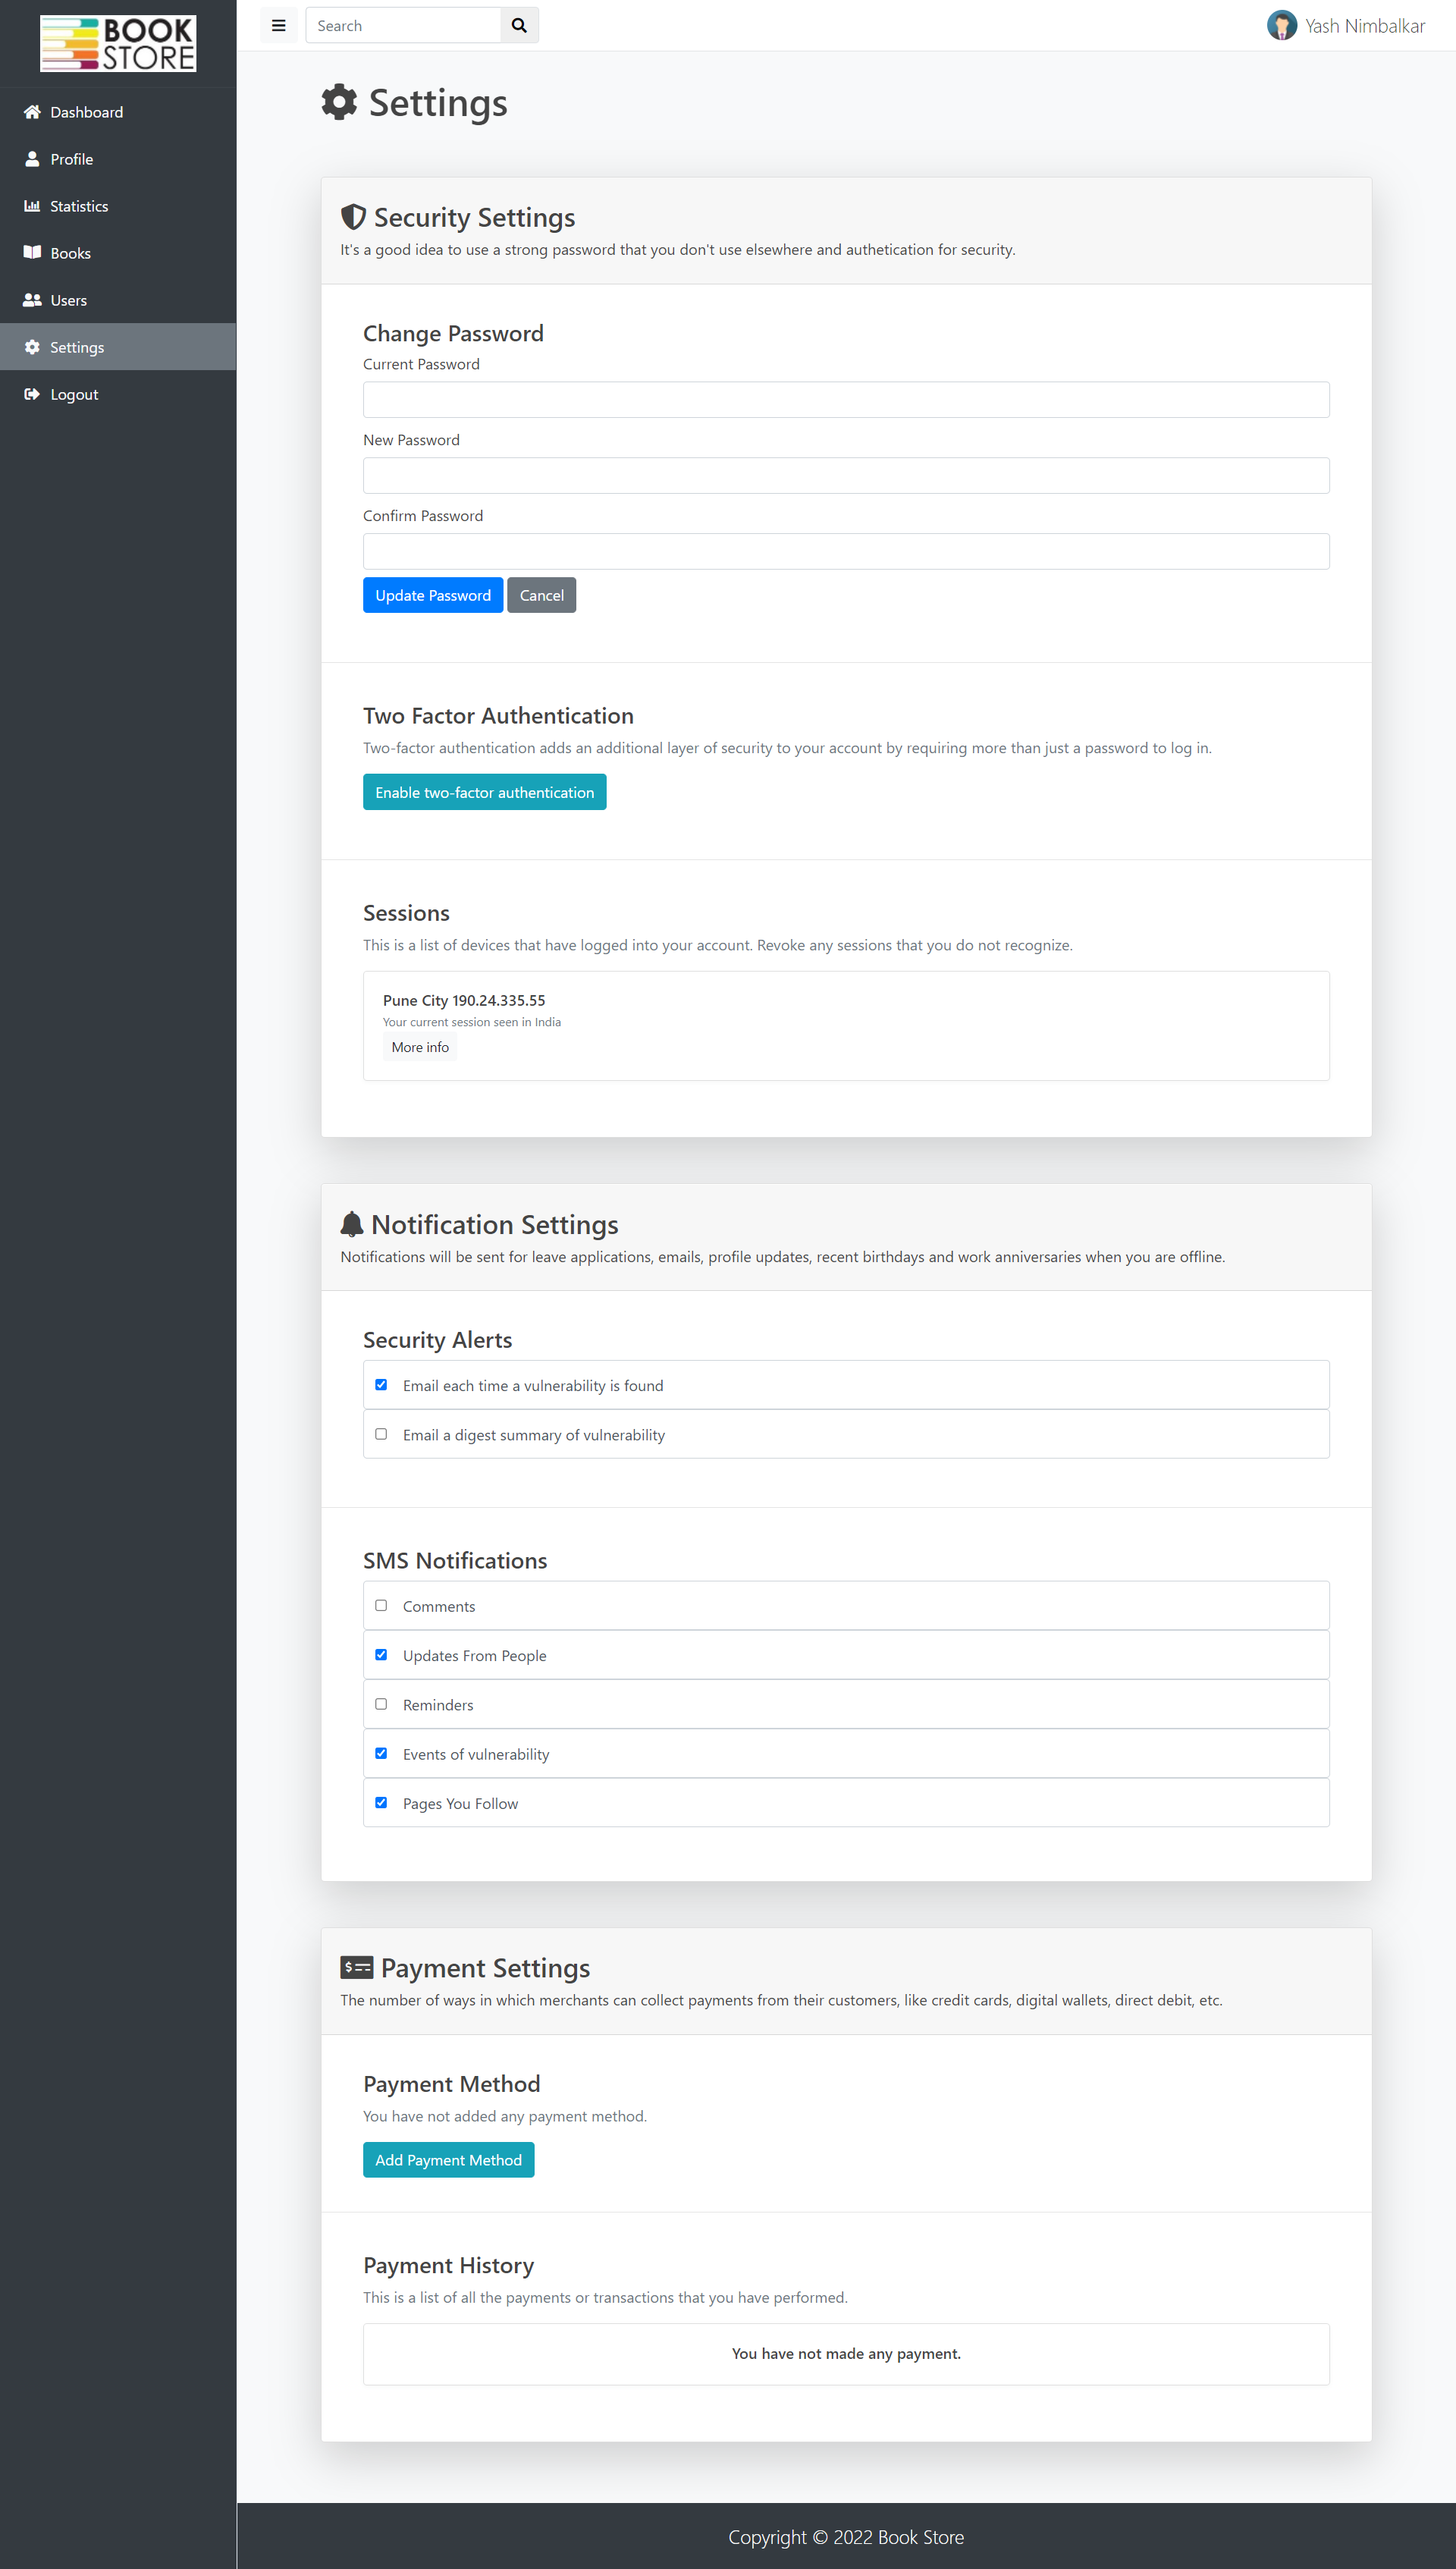 BOOK
STORE
Search
Yash Nimbalkar
Dashboard
Profile
Statistics
Books
Users
Settings
Logout
Settings
Security Settings
It's a good idea to use a strong password that you don't use elsewhere and authetication for security.
Change Password
Current Password
New Password
Confirm Password
Update Password Cancel
Two Factor Authentication
Two-factor authentication adds an additional layer of security to your account by requiring more than just a password to log in.
Enable two-factor authentication
Sessions
This is a list of devices that have logged into your account. Revoke any sessions that you do not recognize.
Pune City 190.24.335.55
Your current session seen in India
More info
Notification Settings
Notifications will be sent for leave applications, emails, profile updates, recent birthdays and work anniversaries when you are offline.
Security Alerts
Email each time a vulnerability is found
Email a digest summary of vulnerability
SMS Notifications
Comments
Updates From People
Reminders
Events of vulnerability
Pages You Follow
Payment Settings
The number of ways in which merchants can collect payments from their customers, like credit cards, digital wallets, direct debit, etc.
Payment Method
You have not added any payment method.
Add Payment Method
Payment History
This is a list of all the payments or transactions that you have performed.
You have not made any payment.
Copyright © 2022 Book Store